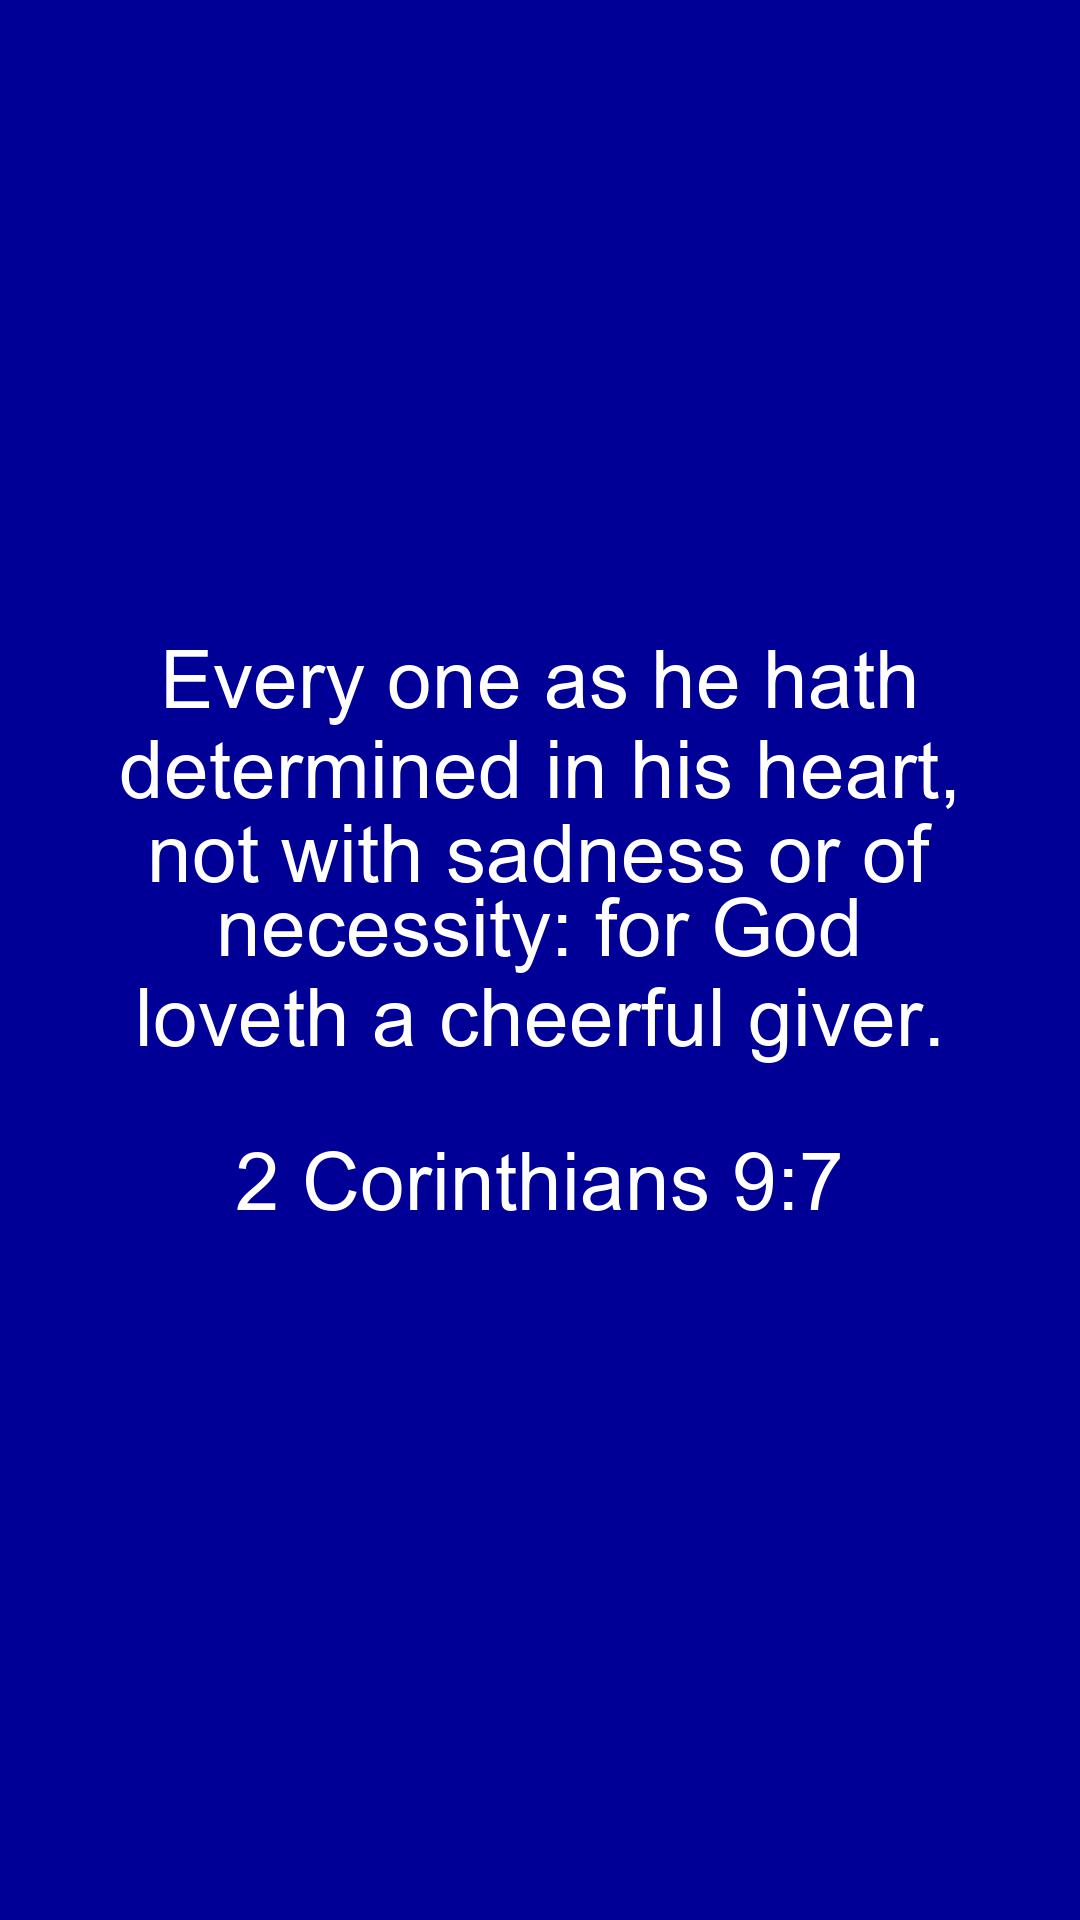 Every one as he hath
determined in his heart,
not with sadness or of
necessity: for God
loveth a cheerful giver.
2 Corinthians 9:7